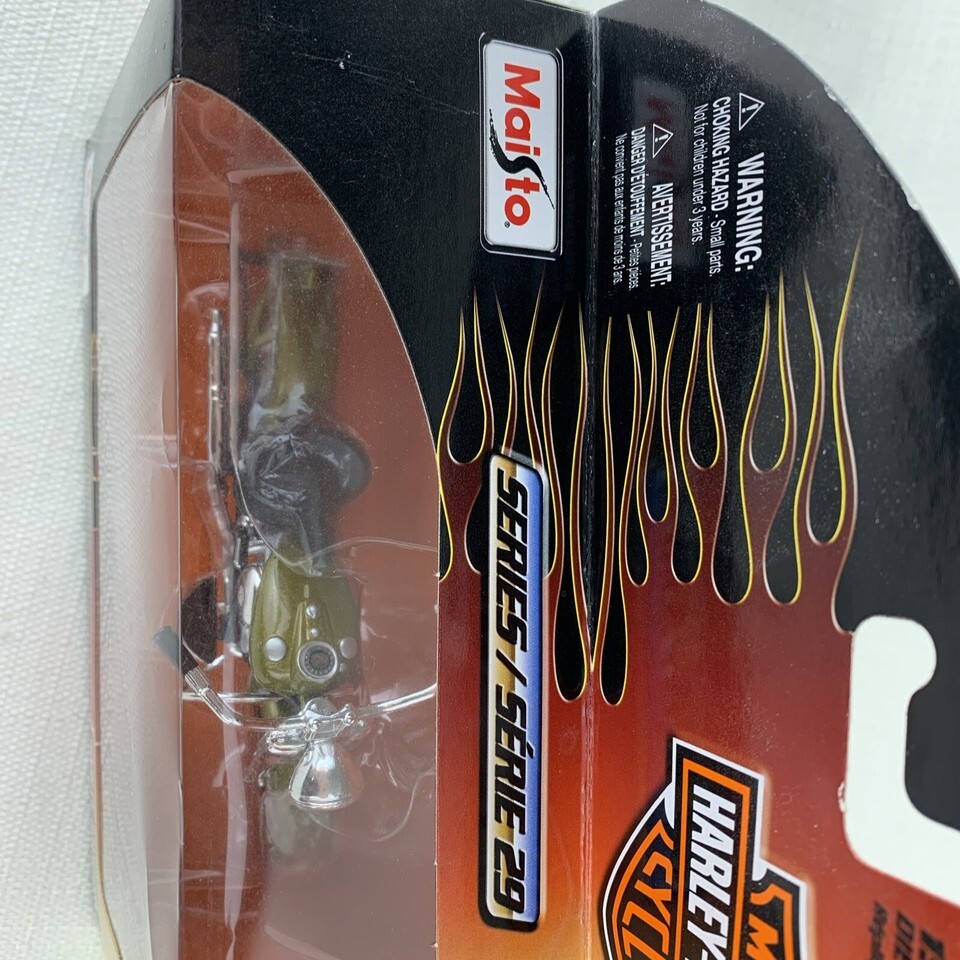 WARNING:
CHOKING HAZARD - Small parts.
Not for children under 3 years.
AVERTISSEMENT:
DANGER D'ÉTOUFFEMENT - Petites pièces.
Ne convient pas aux enfants de moins de 3 ans.
Maisto®
SERIES / SÉRIE 29
HARLEY-